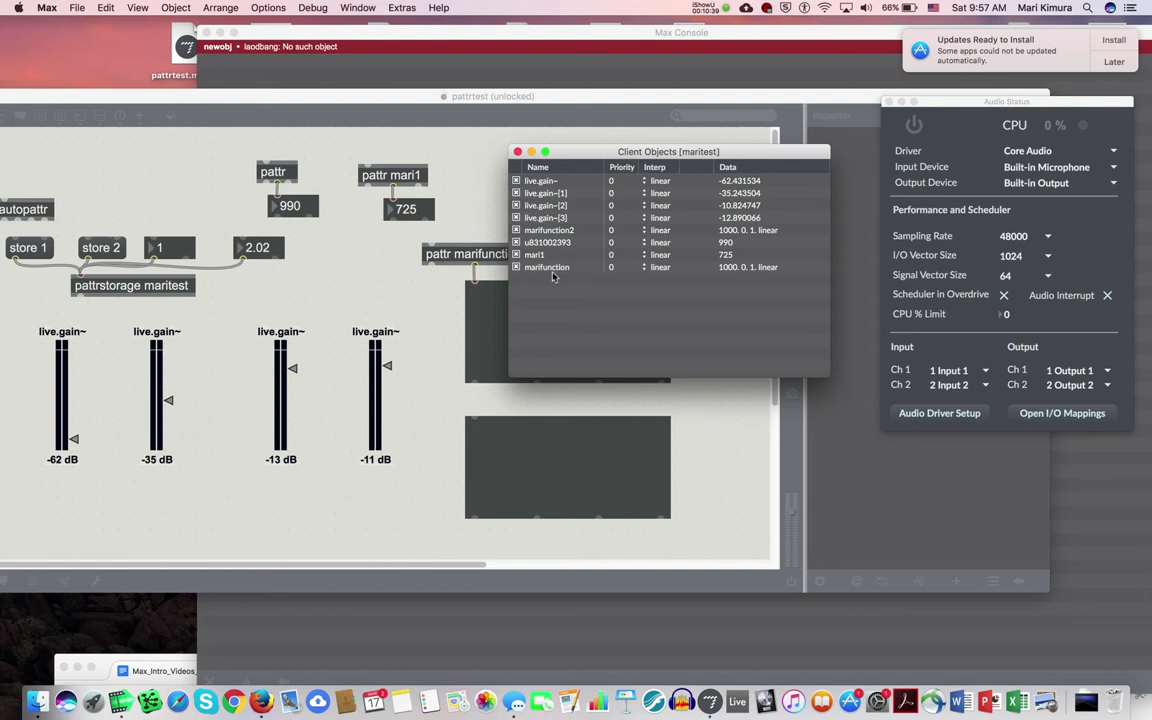 Max File Edit View Object Arrange Options Debug Window Extras Help
iShowU
00:10:39
66% Sat 9:57 AM Mari Kimura
Max Console
newobj • laodbang: No such object
Updates Ready to Install
Some apps could not be updated
automatically.
Install
Later
pattrtest.m
pattrtest (unlocked)
Inspector
Audio Status
CPU 0 %
Driver Core Audio
Input Device Built-in Microphone
Output Device Built-in Output
Performance and Scheduler
Sampling Rate 48000
I/O Vector Size 1024
Signal Vector Size 64
Scheduler in Overdrive Audio Interrupt
CPU % Limit 0
Input Output
Ch 1 1 Input 1 Ch 1 1 Output 1
Ch 2 2 Input 2 Ch 2 2 Output 2
Audio Driver Setup Open I/O Mappings
Client Objects [maritest]
Name Priority Interp Data
live.gain~ 0 linear -62.431534
live.gain~[1] 0 linear -35.243504
live.gain~[2] 0 linear -10.824747
live.gain~[3] 0 linear -12.890066
marifunction2 0 linear 1000. 0. 1. linear
u831002393 0 linear 990
mari1 0 linear 725
marifunction 0 linear 1000. 0. 1. linear
pattr
pattr mari1
990
725
autopattr
store 1
store 2
1
2.02
pattr marifuncti
pattrstorage maritest
live.gain~ live.gain~ live.gain~ live.gain~
-62 dB -35 dB -13 dB -11 dB
Max_Intro_Videos
MAR
17
Live